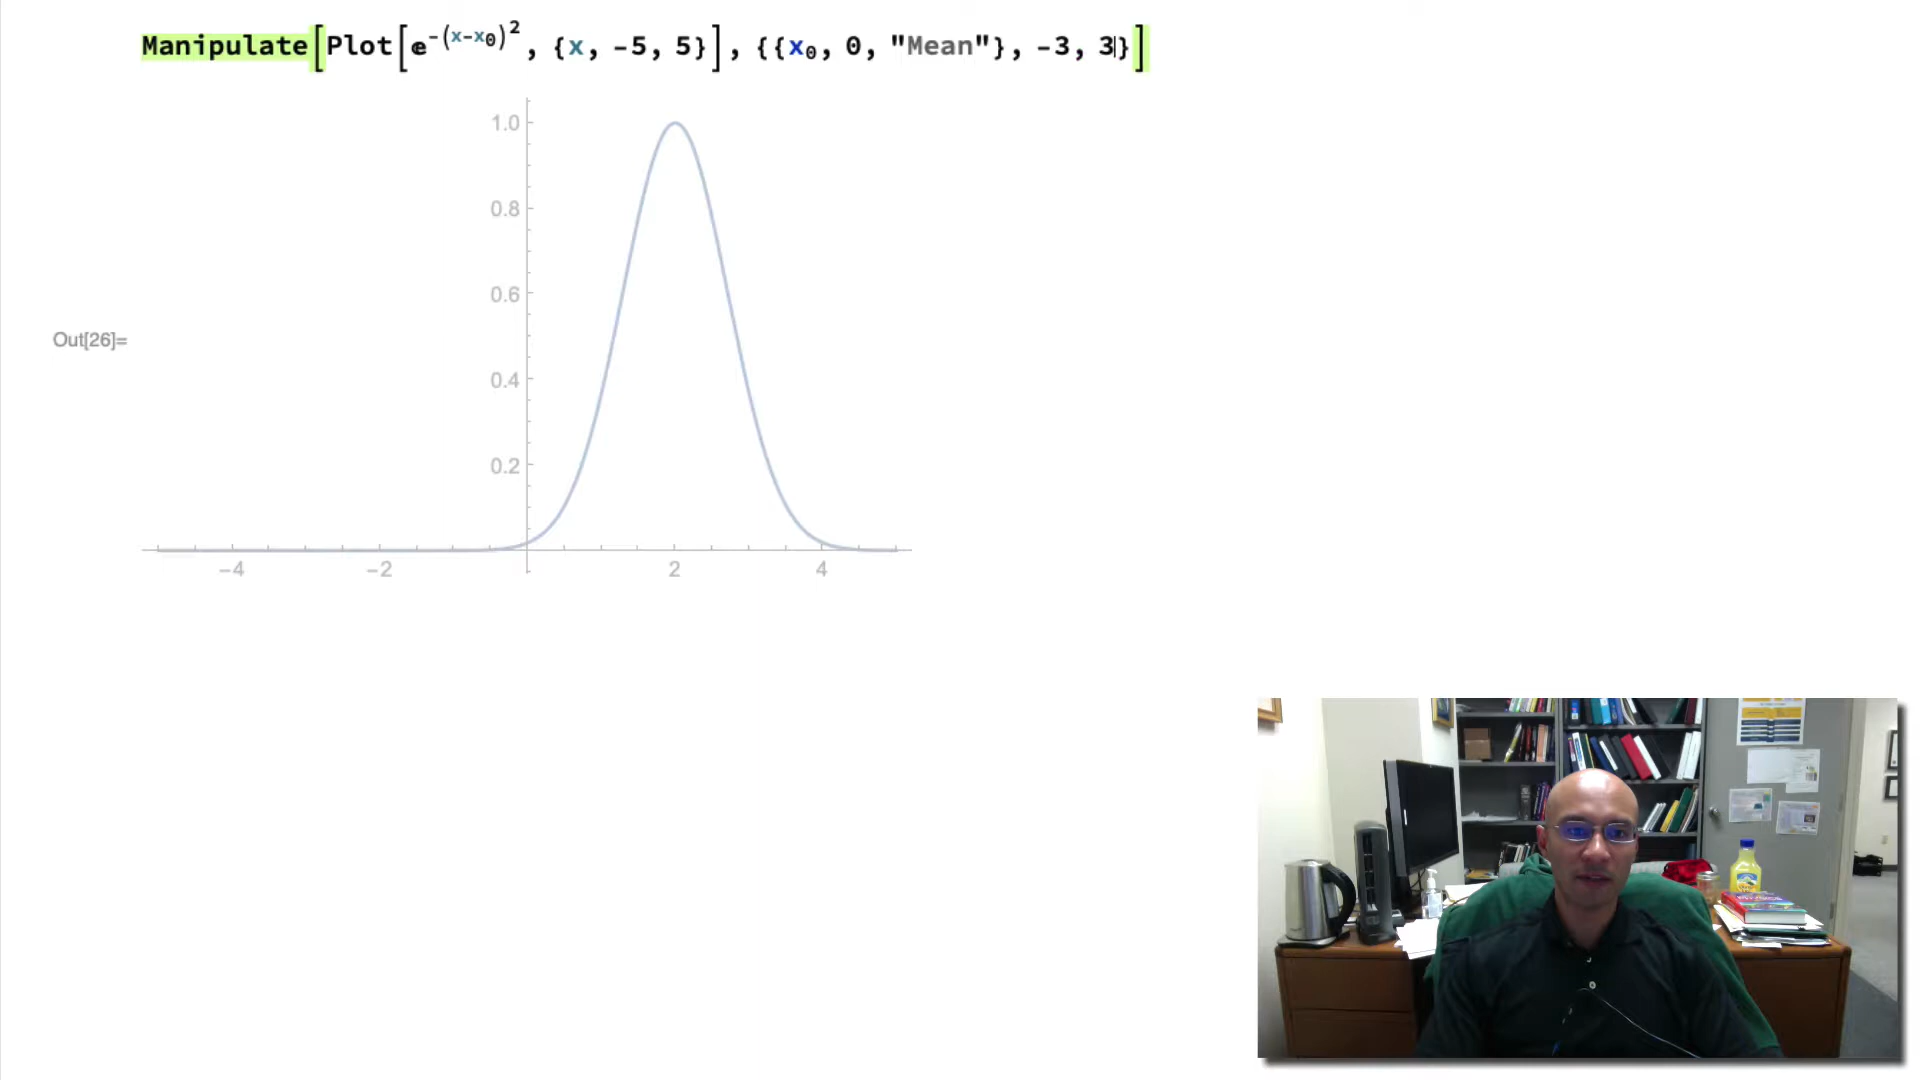 Manipulate[Plot[ⅇ^-(x-x₀)^2, {x, -5, 5}], {{x₀, 0, "Mean"}, -3, 3}]
1.0
0.8
0.6
Out[26]=
0.4
0.2
-4 -2 2 4